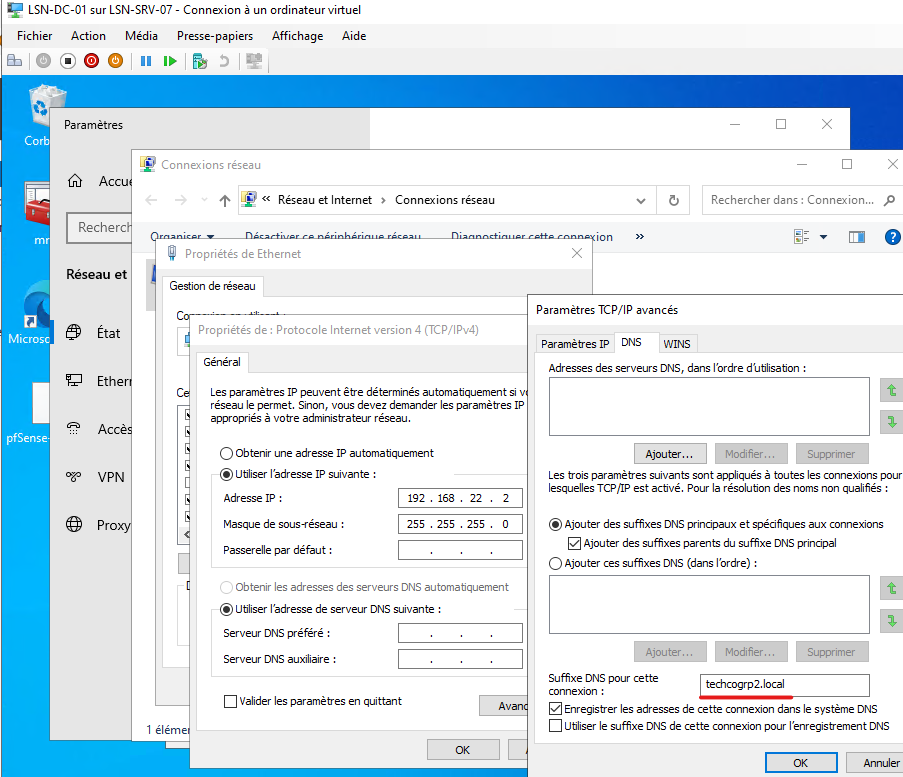 LSN-DC-01 sur LSN-SRV-07 - Connexion à un ordinateur virtuel
Fichier Action Média Presse-papiers Affichage Aide
Corb
Microso
pfSense-
Paramètres
Accue
Recherch
Réseau et
État
Ethern
Accès
VPN
Proxy
Connexions réseau
« Réseau et Internet > Connexions réseau
Rechercher dans : Connexion...
Organiser Désactiver ce périphérique réseau Diagnostiquer cette connexion »
1 élémen
Propriétés de Ethernet
Gestion de réseau
Connexion en utilisant :
Ce
Propriétés de : Protocole Internet version 4 (TCP/IPv4)
Général
Les paramètres IP peuvent être déterminés automatiquement si vo
réseau le permet. Sinon, vous devez demander les paramètres IP
appropriés à votre administrateur réseau.
Obtenir une adresse IP automatiquement
Utiliser l'adresse IP suivante :
Adresse IP : 192 . 168 . 22 . 2
Masque de sous-réseau : 255 . 255 . 255 . 0
Passerelle par défaut : . . .
Obtenir les adresses des serveurs DNS automatiquement
Utiliser l'adresse de serveur DNS suivante :
Serveur DNS préféré : . . .
Serveur DNS auxiliaire : . . .
Valider les paramètres en quittant
Avanc
OK
Paramètres TCP/IP avancés
Paramètres IP DNS WINS
Adresses des serveurs DNS, dans l'ordre d'utilisation :
Ajouter... Modifier... Supprimer
Les trois paramètres suivants sont appliqués à toutes les connexions pour
lesquelles TCP/IP est activé. Pour la résolution des noms non qualifiés :
Ajouter des suffixes DNS principaux et spécifiques aux connexions
Ajouter des suffixes parents du suffixe DNS principal
Ajouter ces suffixes DNS (dans l'ordre) :
Ajouter... Modifier... Supprimer
Suffixe DNS pour cette
connexion :
techcogrp2.local
Enregistrer les adresses de cette connexion dans le système DNS
Utiliser le suffixe DNS de cette connexion pour l'enregistrement DNS
OK Annuler